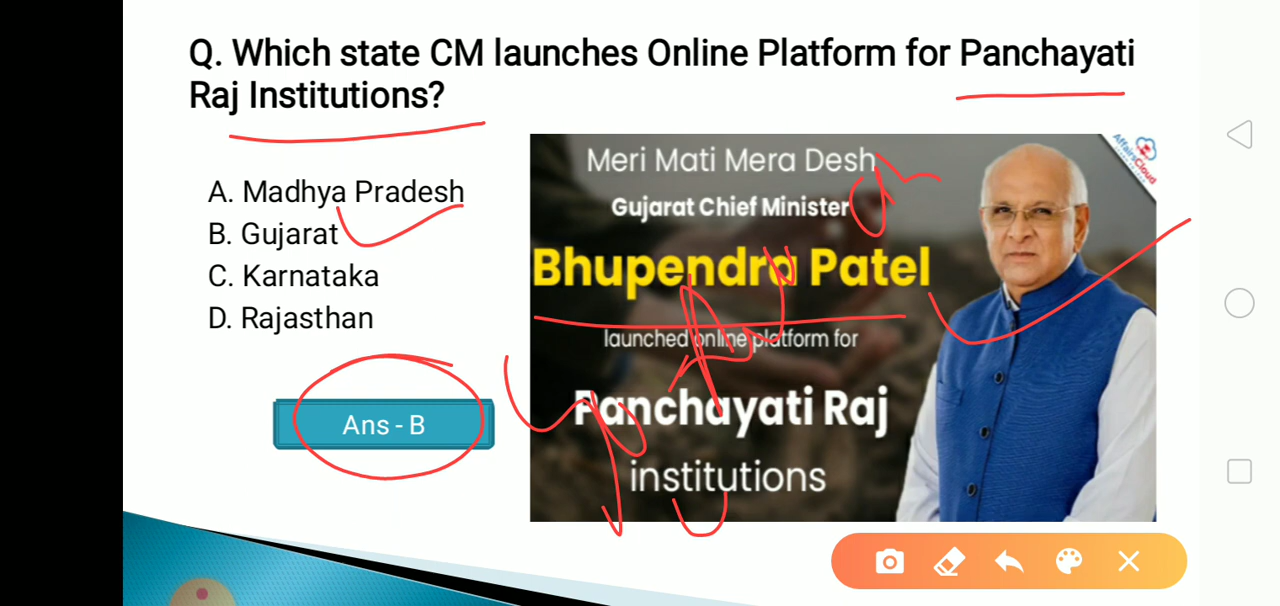 Q. Which state CM launches Online Platform for Panchayati
Raj Institutions?
A. Madhya Pradesh
B. Gujarat
C. Karnataka
D. Rajasthan
Ans - B
Meri Mati Mera Desh
Gujarat Chief Minister
Bhupendra Patel
launched online platform for
Panchayati Raj
institutions
AffairsCloud